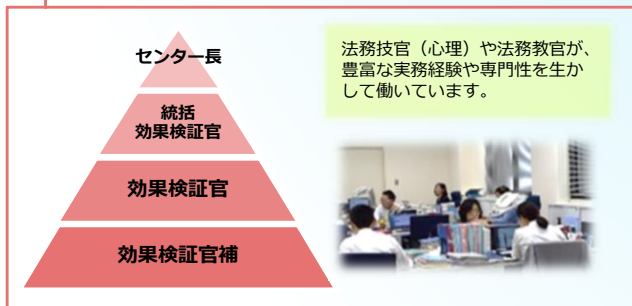 センター長
統括
効果検証官
効果検証官
効果検証官補
法務技官（心理）や法務教官が、
豊富な実務経験や専門性を生か
して働いています。